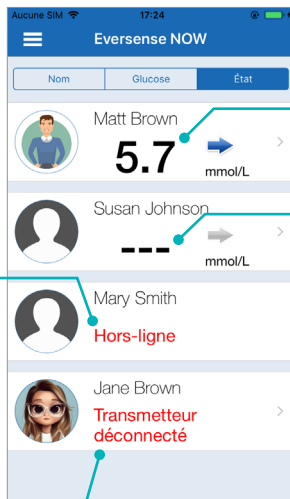 Aucune SIM 17:24
Eversense NOW
Nom Glucose État
Matt Brown
5.7
mmol/L
Susan Johnson
---
mmol/L
Mary Smith
Hors-ligne
Jane Brown
Transmetteur
déconnecté